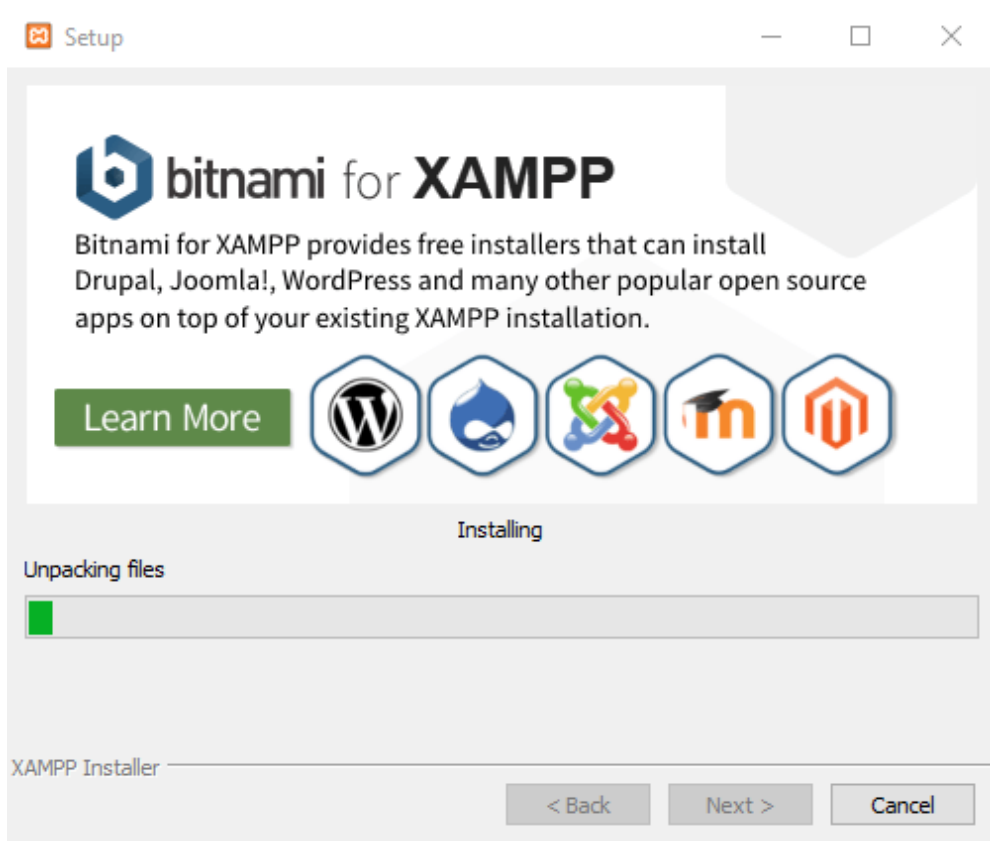 Setup
bitnami for XAMPP
Bitnami for XAMPP provides free installers that can install
Drupal, Joomla!, WordPress and many other popular open source
apps on top of your existing XAMPP installation.
Learn More
Installing
Unpacking files
XAMPP Installer
< Back Next > Cancel